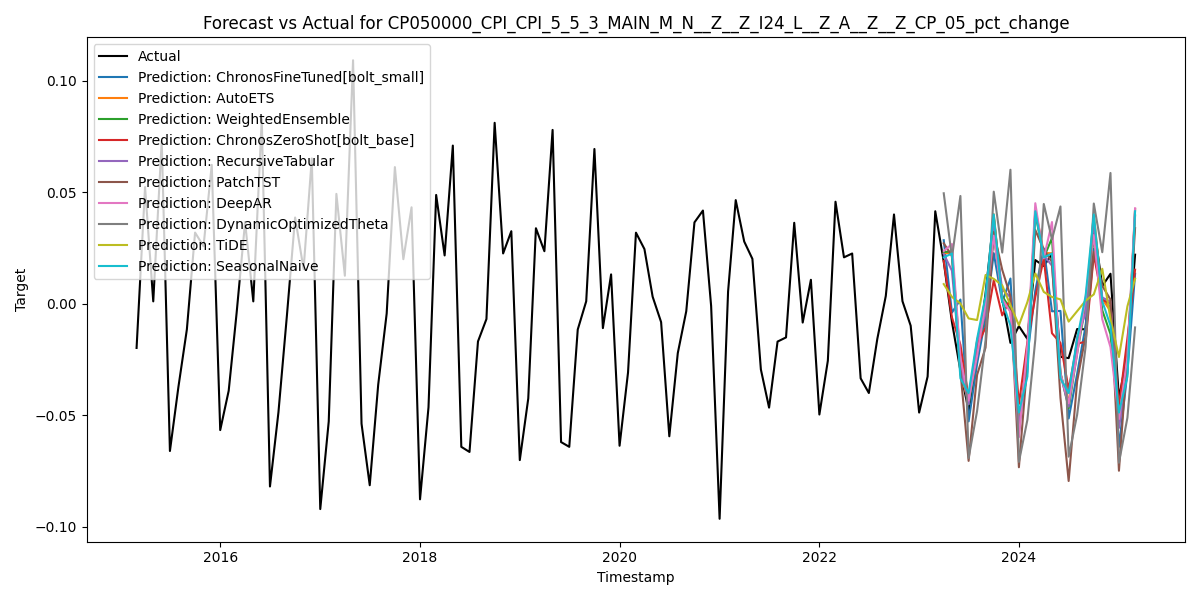 Forecast vs Actual for CP050000_CPI_CPI_5_5_3_MAIN_M_N__Z__Z_I24_L__Z_A__Z__Z_CP_05_pct_change
Actual
Prediction: ChronosFineTuned[bolt_small]
Prediction: AutoETS
Prediction: WeightedEnsemble
Prediction: ChronosZeroShot[bolt_base]
Prediction: RecursiveTabular
Prediction: PatchTST
Prediction: DeepAR
Prediction: DynamicOptimizedTheta
Prediction: TiDE
Prediction: SeasonalNaive
0.10
0.05
0.00
−0.05
−0.10
Target
2016
2018
2020
2022
2024
Timestamp